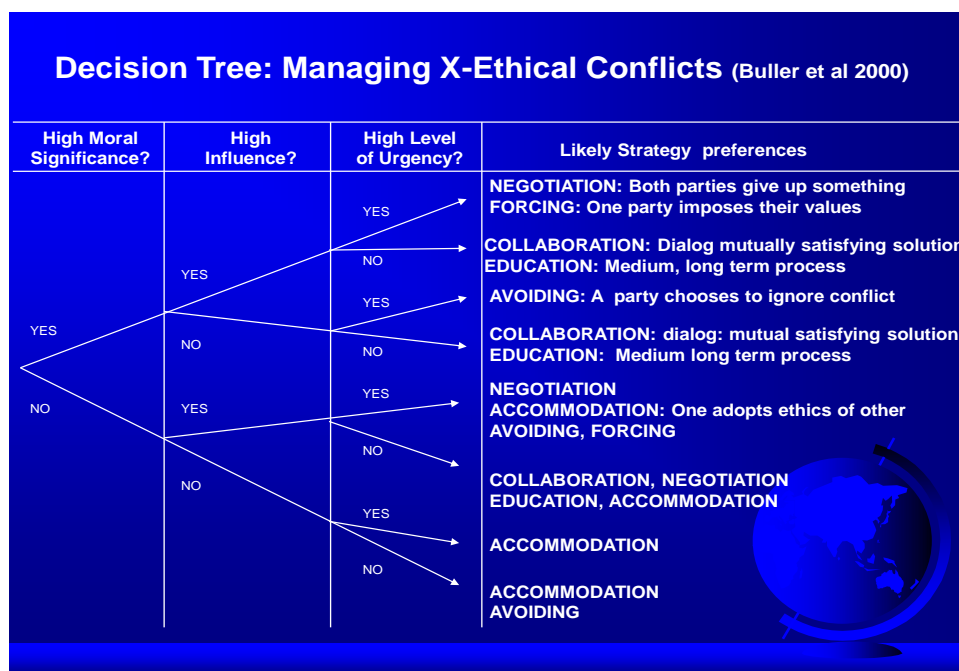 Decision Tree: Managing X-Ethical Conflicts (Buller et al 2000)
High Moral
Significance?
High
Influence?
High Level
of Urgency?
Likely Strategy preferences
YES
NO
YES
NO
YES
NO
YES
NO
YES
NO
YES
NO
YES
NO
NEGOTIATION: Both parties give up something
FORCING: One party imposes their values
COLLABORATION: Dialog mutually satisfying solution
EDUCATION: Medium, long term process
AVOIDING: A party chooses to ignore conflict
COLLABORATION: dialog: mutual satisfying solution
EDUCATION: Medium long term process
NEGOTIATION
ACCOMMODATION: One adopts ethics of other
AVOIDING, FORCING
COLLABORATION, NEGOTIATION
EDUCATION, ACCOMMODATION
ACCOMMODATION
ACCOMMODATION
AVOIDING